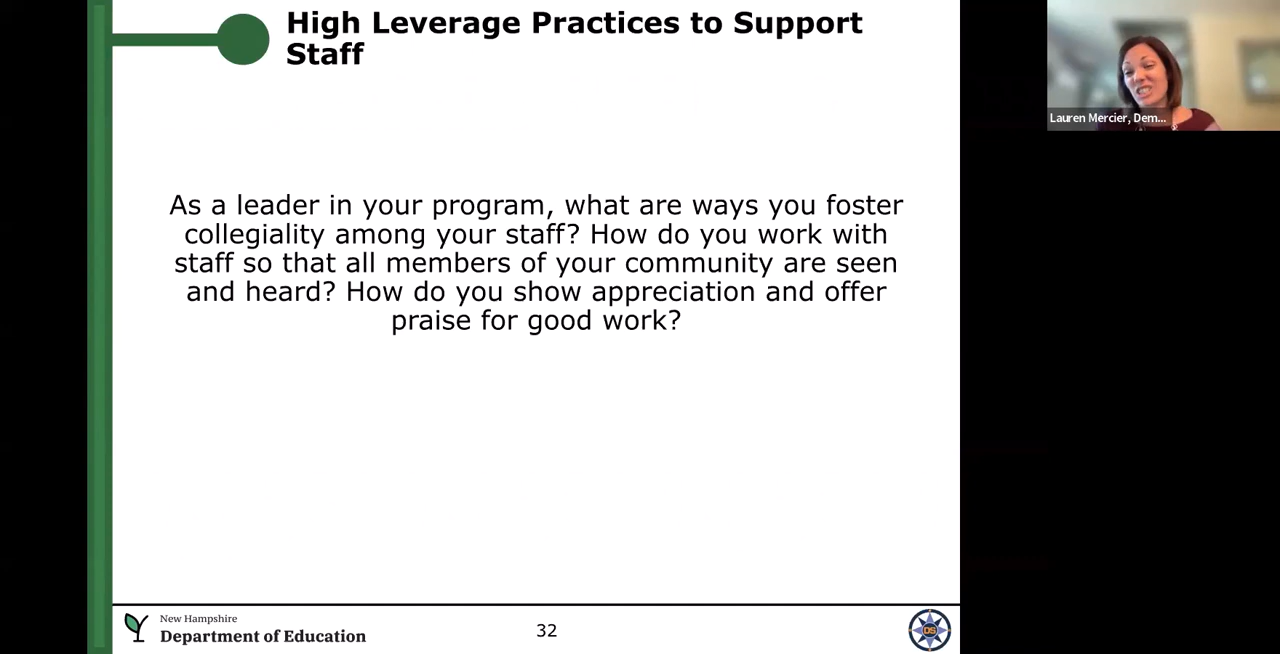 High Leverage Practices to Support
Staff
Lauren Mercier, Dem...
As a leader in your program, what are ways you foster
collegiality among your staff? How do you work with
staff so that all members of your community are seen
and heard? How do you show appreciation and offer
praise for good work?
New Hampshire
Department of Education
32
DS